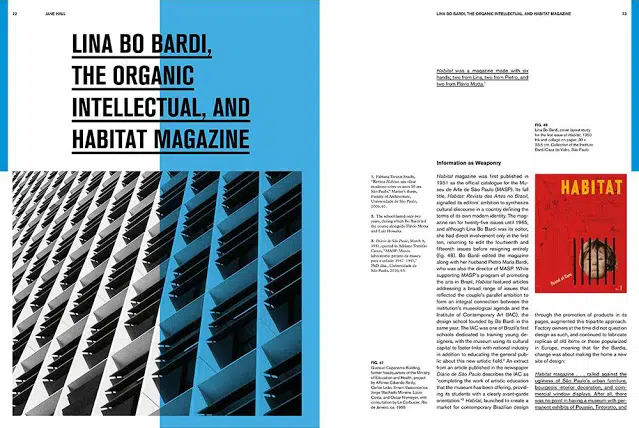 22
JANE HALL
LINA BO BARDI,
THE ORGANIC
INTELLECTUAL, AND
HABITAT MAGAZINE
FIG. 47
Gustavo Capanema Building,
former headquarters of the Ministry
of Education and Health, project
by Affonso Eduardo Reidy,
Carlos Leão, Ernani Vasconcelos,
Jorge Machado Moreira, Lucio
Costa, and Oscar Niemeyer, with
consultation by Le Corbusier, Rio
de Janeiro, ca. 1968.
LINA BO BARDI, THE ORGANIC INTELLECTUAL, AND HABITAT MAGAZINE
23
Habitat was a magazine made with six
hands; two from Lina, two from Pietro, and
two from Flávio Motta.
FIG. 48
Lina Bo Bardi, cover layout study
for the first issue of Habitat, 1950
Ink and collage on paper,
Collection of the Instituto
Bardi/Casa de Vidro, São Paulo
Information as Weaponry
Habitat magazine was first published in
1951 as the official catalogue for the Mu-
seu de Arte de São Paulo (MASP). Its full
title, Habitat: Revista das Artes no Brasil,
signalled its editors' ambition to synthesize
cultural discourse in a country defining the
terms of its own modern identity. The mag-
azine ran for twenty-five issues until 1965,
and although Lina Bo Bardi was its editor,
she had direct involvement only in the first
ten, returning to edit the fourteenth and
fifteenth issues before resigning entirely
(fig. 48). Bo Bardi edited the magazine
along with her husband Pietro Maria Bardi,
who was also the director of MASP. While
supporting MASP's program of promoting
the arts in Brazil, Habitat featured articles
addressing a broad range of issues that
reflected the couple's parallel ambition to
form an integral connection between the
institution's museological agenda and the
Institute of Contemporary Art (IAC), the
design school founded by Bo Bardi in the
same year. The IAC was one of Brazil's first
schools dedicated to training young de-
signers, with the museum using its cultural
capital to foster links with national industry
in addition to educating the general pub-
lic about this new artistic field. An extract
from an article published in the newspaper
Diário de São Paulo describes the IAC as
"completing the work of artistic education
that the museum has been offering, provid-
ing its students with a clearly avant-garde
orientation." Habitat, launched to create a
market for contemporary Brazilian design
HABITAT
through the promotion of products in its
pages, augmented this tripartite approach:
Factory owners at the time did not question
design as such, and continued to fabricate
replicas of old items or those popularized
in Europe, meaning that for the Bardis,
change was about making the home a new
site of design:
Habitat magazine . . . railed against the
ugliness of São Paulo's urban furniture,
bourgeois interior decoration, and com-
mercial window displays. After all, there
was no point in having a museum with per-
manent exhibits of Poussin, Tintoretto, and